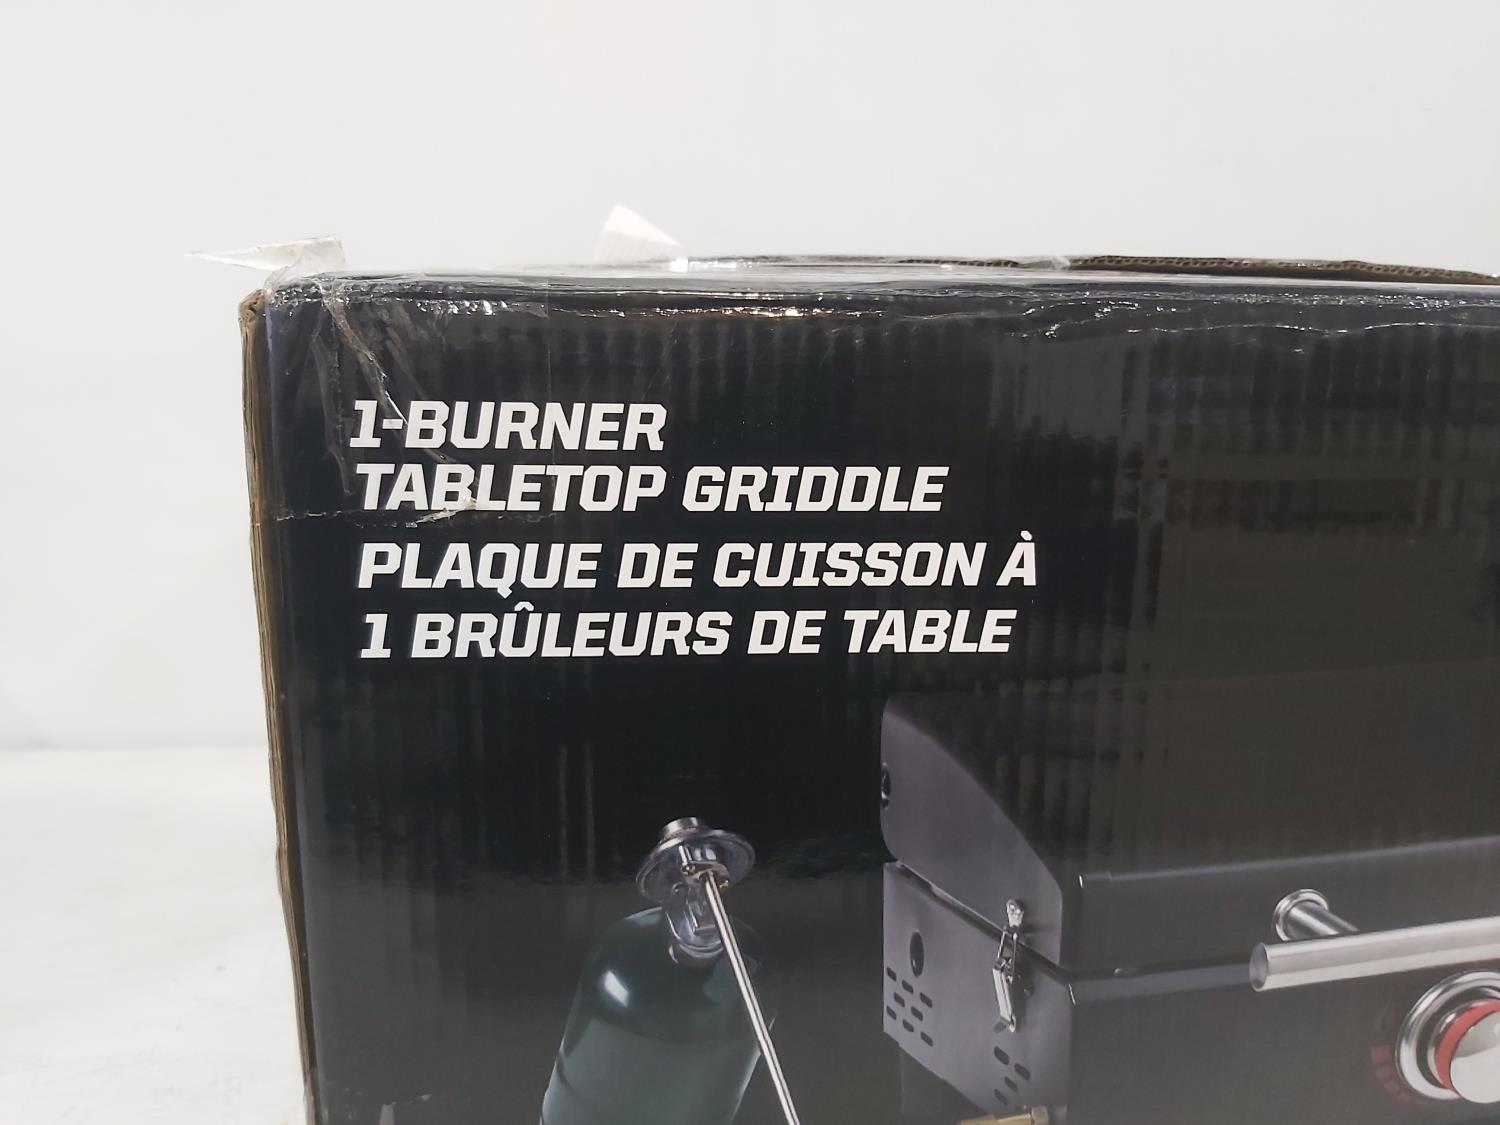 1-BURNER
TABLETOP GRIDDLE
PLAQUE DE CUISSON À
1 BRÛLEURS DE TABLE